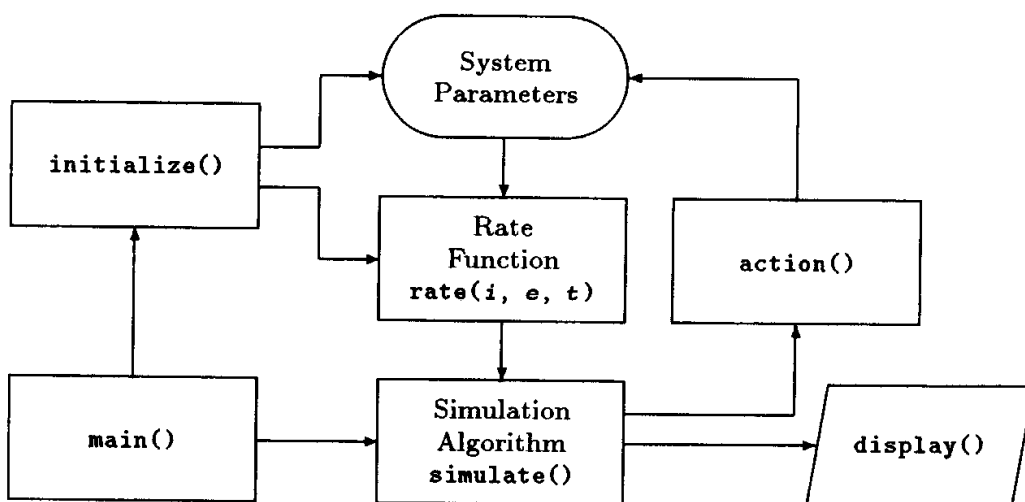 System
Parameters
initialize()
Rate
Function
rate(i, e, t)
action()
main()
Simulation
Algorithm
simulate()
display()